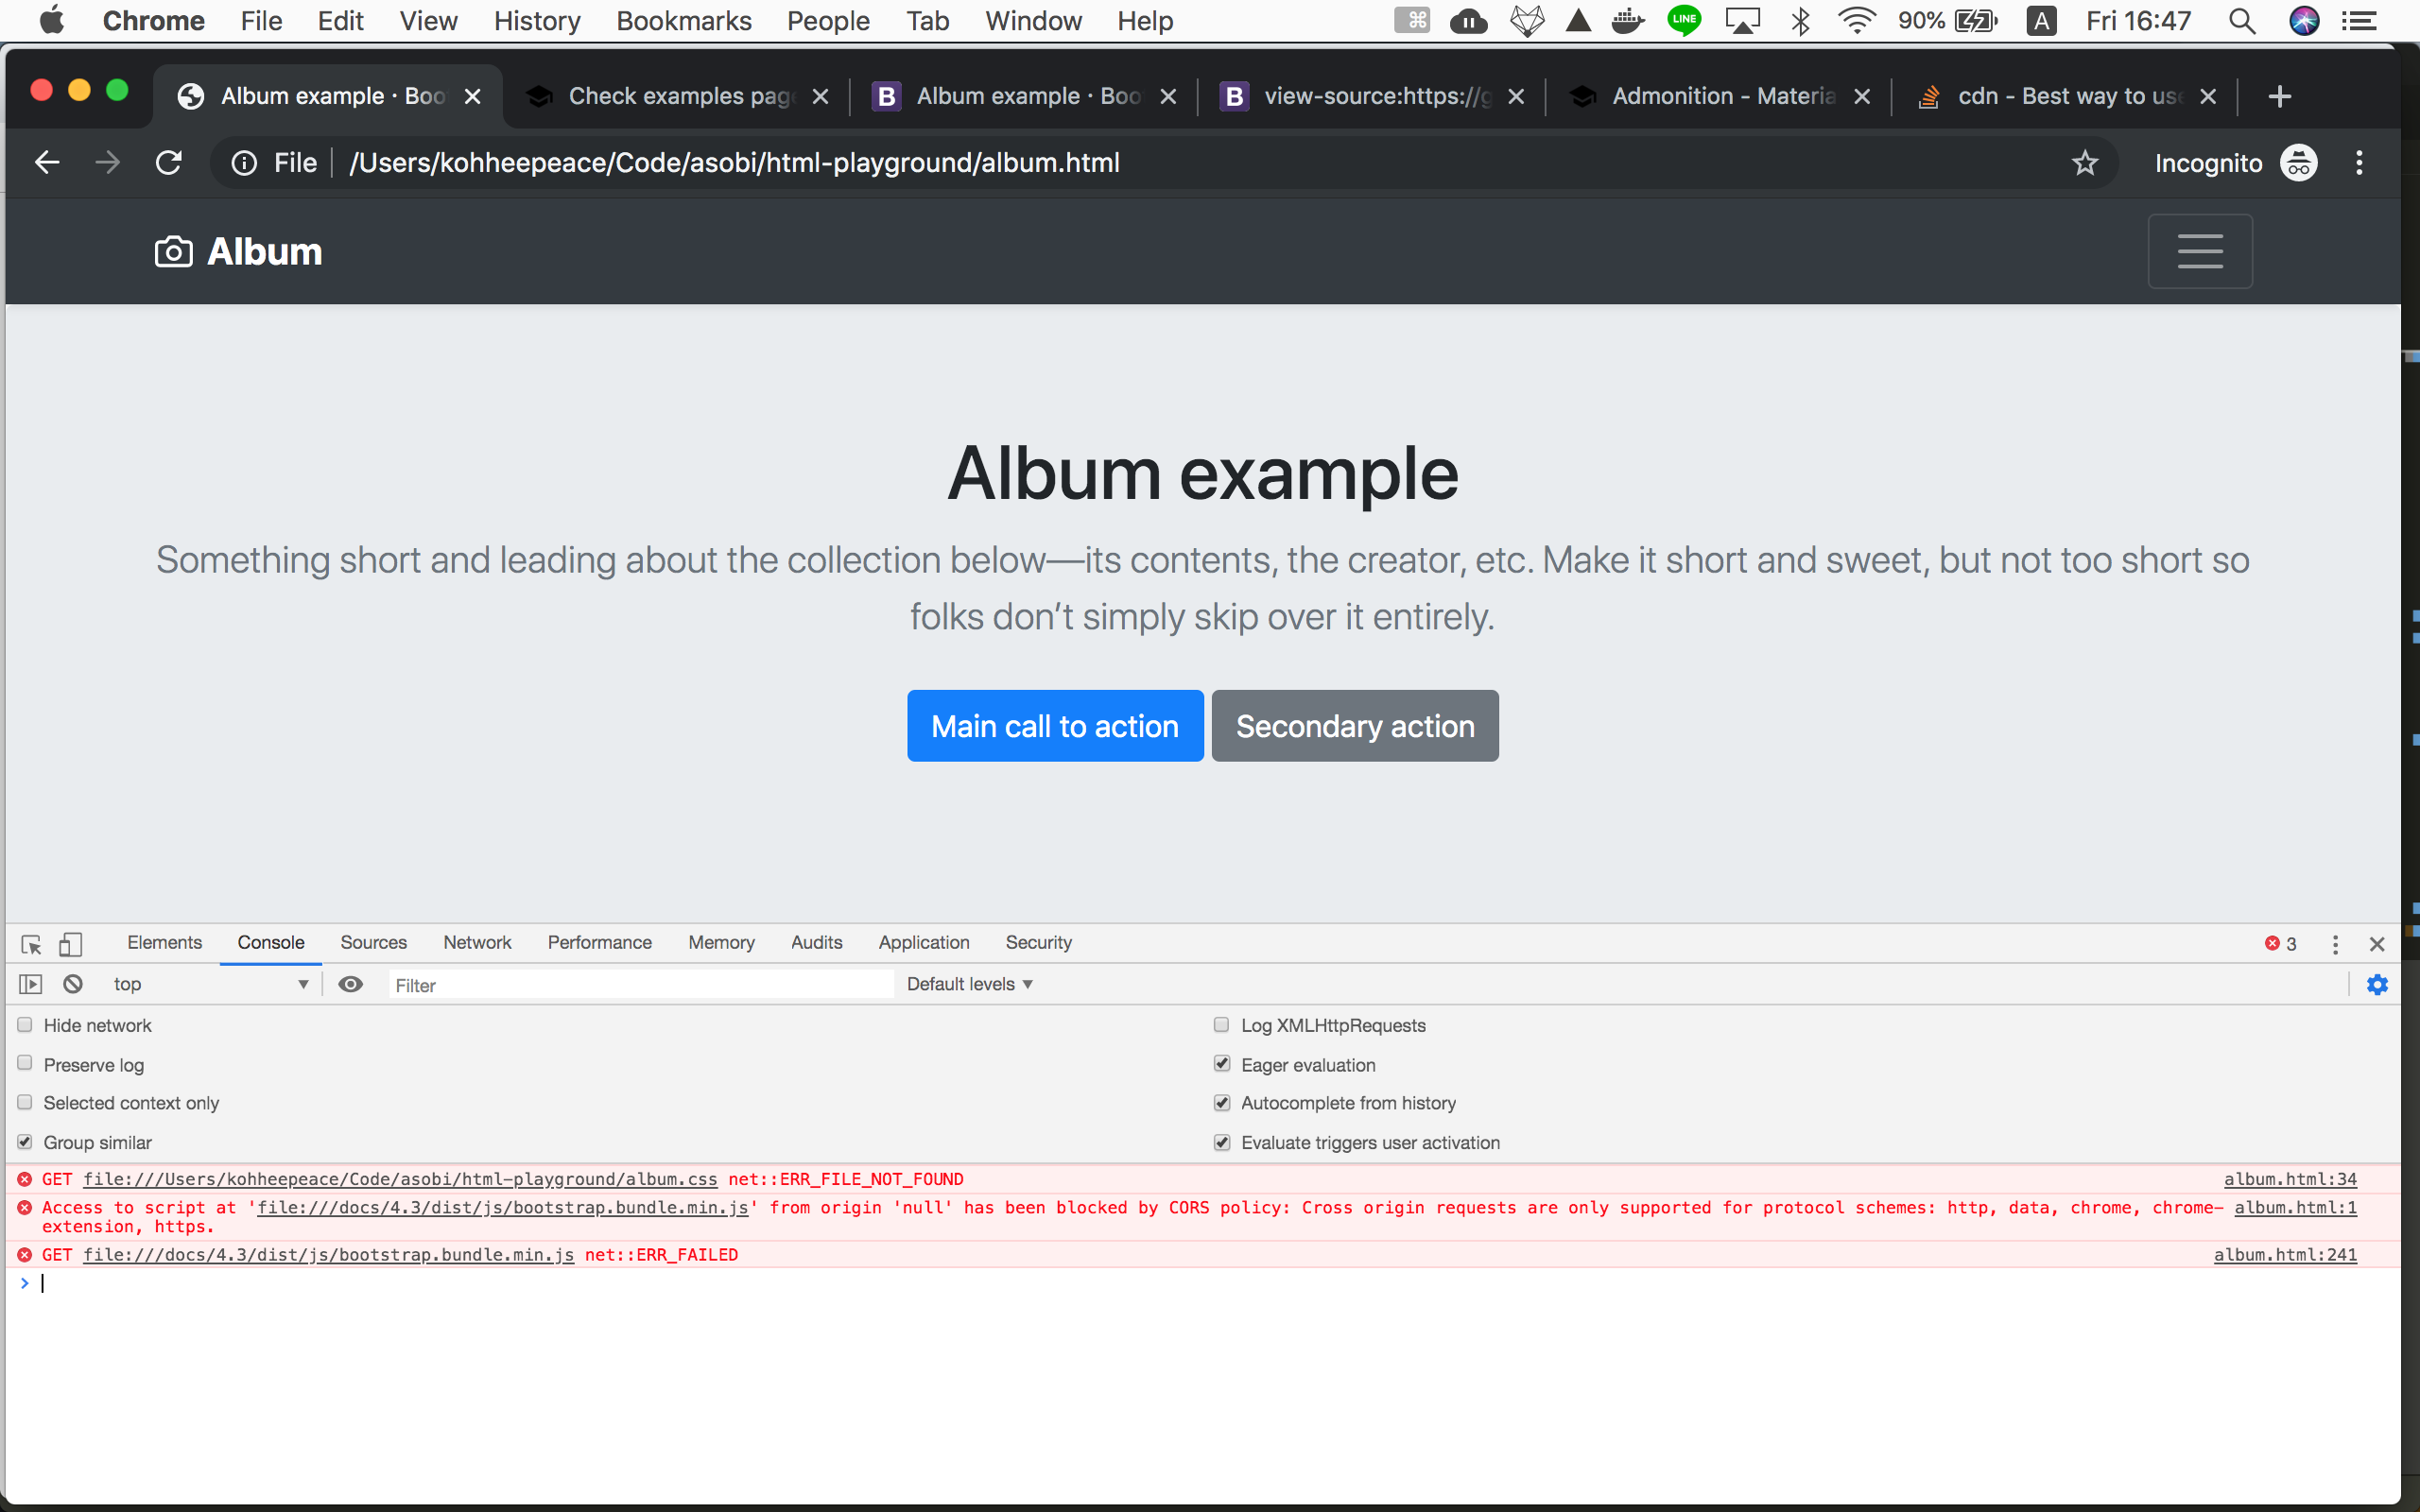 Chrome File Edit View History Bookmarks People Tab Window Help ⌘ LINE 90% A Fri 16:47
Album example · Boo Check examples page B Album example · Boo B view-source:https://g Admonition - Materia cdn - Best way to use
File /Users/kohheepeace/Code/asobi/html-playground/album.html Incognito
Album
Album example
Something short and leading about the collection below—its contents, the creator, etc. Make it short and sweet, but not too short so
folks don’t simply skip over it entirely.
Main call to action Secondary action
Elements Console Sources Network Performance Memory Audits Application Security 3
top Filter Default levels ▼
Hide network Log XMLHttpRequests
Preserve log Eager evaluation
Selected context only Autocomplete from history
Group similar Evaluate triggers user activation
GET file:///Users/kohheepeace/Code/asobi/html-playground/album.css net::ERR_FILE_NOT_FOUND album.html:34
Access to script at 'file:///docs/4.3/dist/js/bootstrap.bundle.min.js' from origin 'null' has been blocked by CORS policy: Cross origin requests are only supported for protocol schemes: http, data, chrome, chrome- album.html:1
extension, https.
GET file:///docs/4.3/dist/js/bootstrap.bundle.min.js net::ERR_FAILED album.html:241